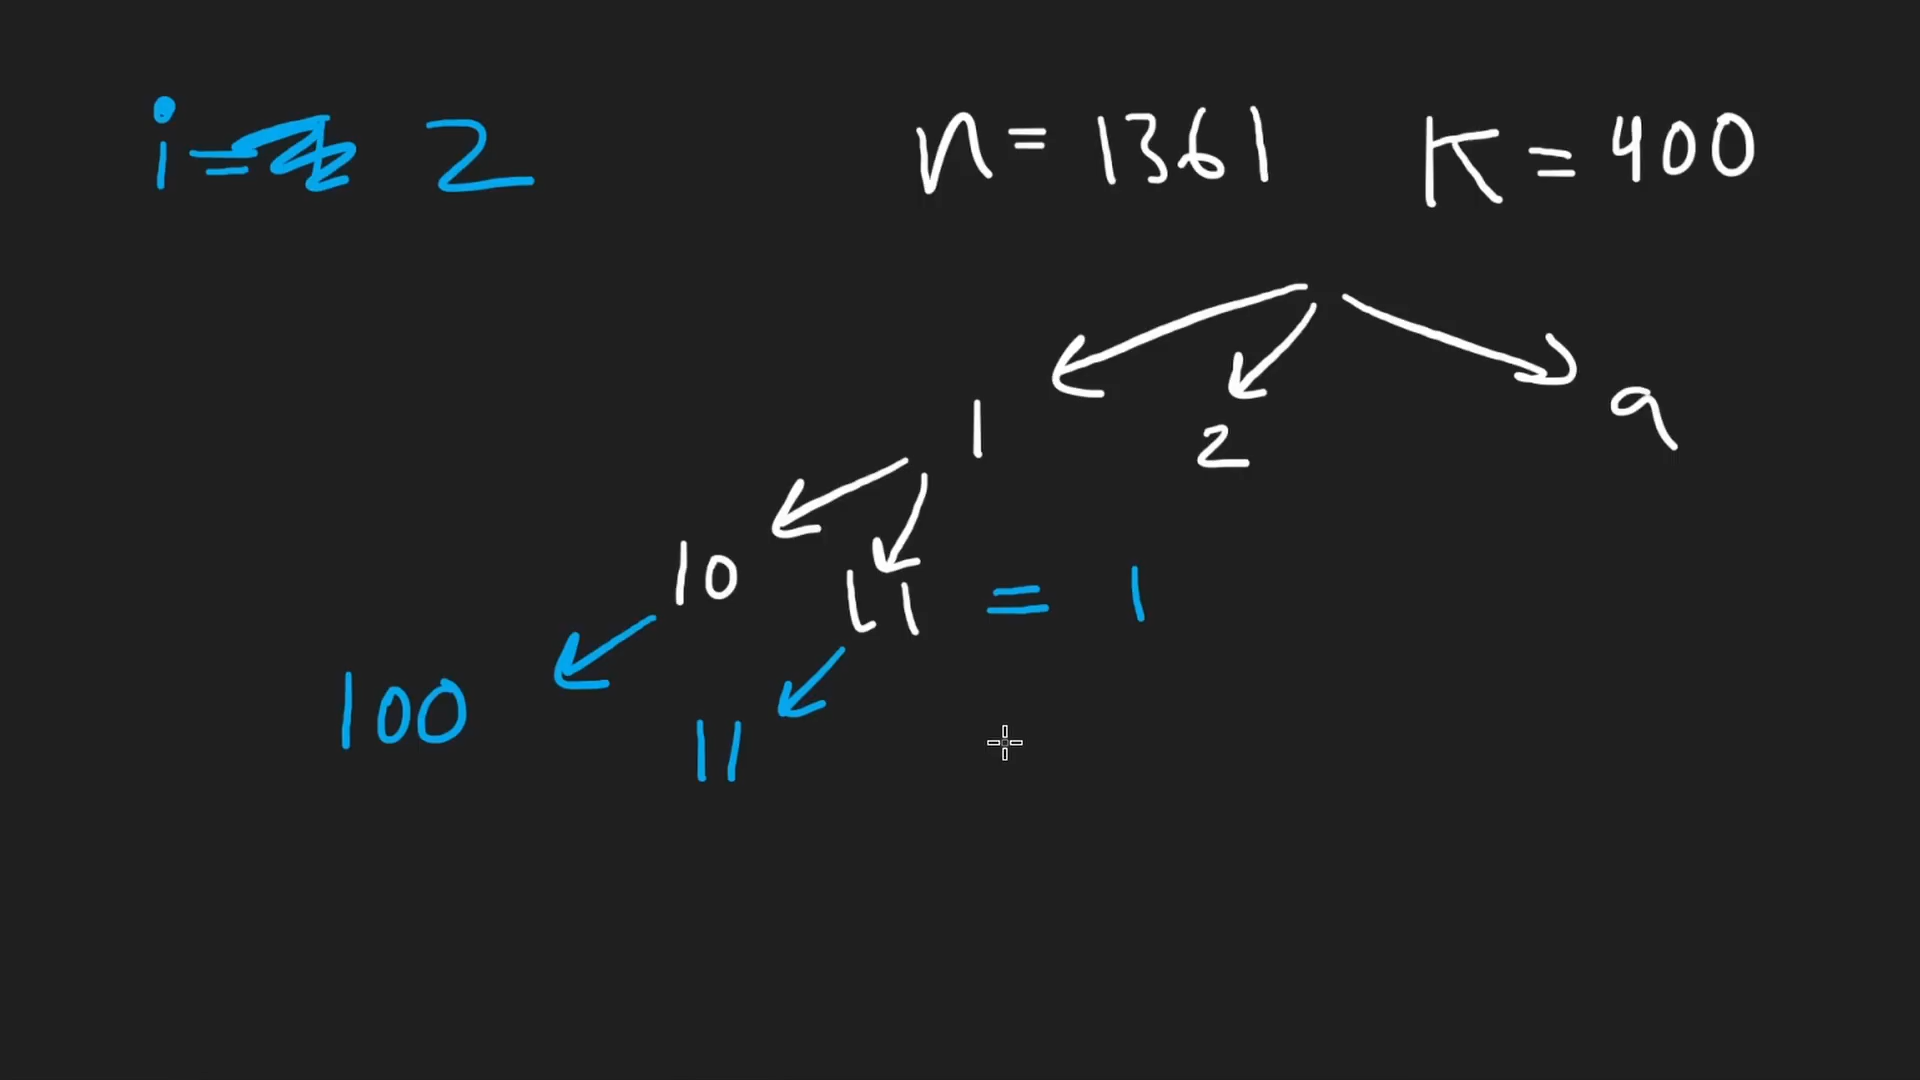 i = 2 n = 1361 K = 400
1 2 9
10 11 = 1
100 11